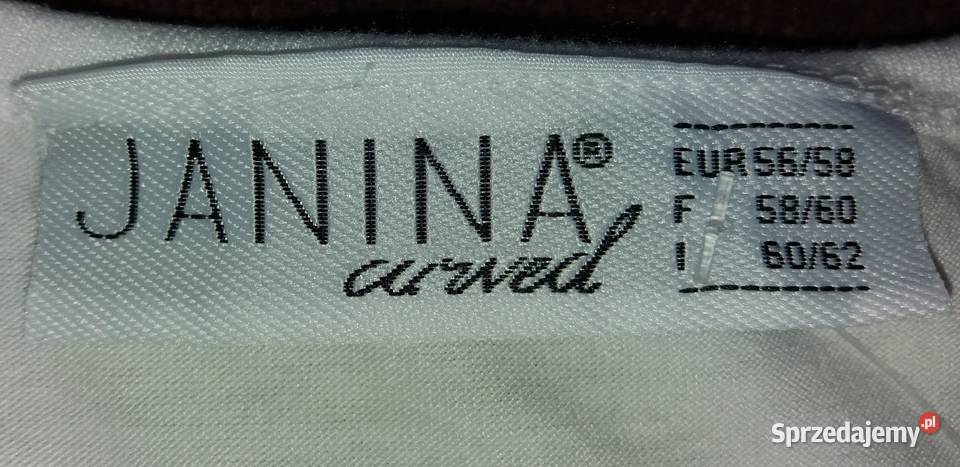 JANINA®
curved
EUR 56/58
F 58/60
I 60/62
Sprzedajemy.pl